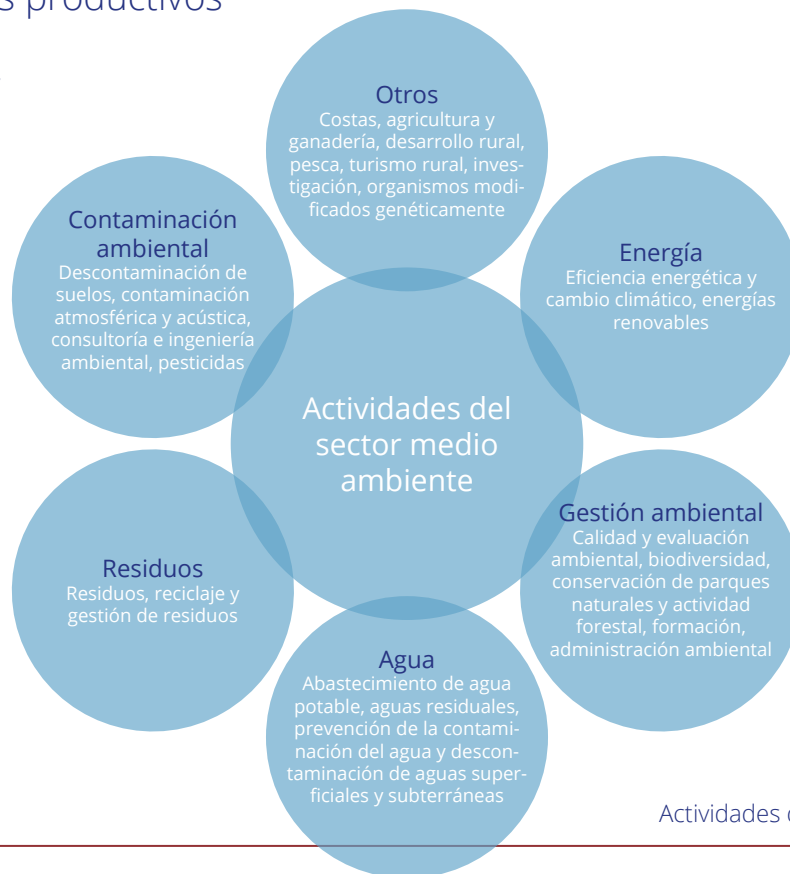 s productivos
Otros
Costas, agricultura y
ganadería, desarrollo rural,
pesca, turismo rural, inves-
tigación, organismos modi-
ficados genéticamente
Contaminación
ambiental
Descontaminación de
suelos, contaminación
atmosférica y acústica,
consultoría e ingeniería
ambiental, pesticidas
Energía
Eficiencia energética y
cambio climático, energías
renovables
Actividades del
sector medio
ambiente
Gestión ambiental
Calidad y evaluación
ambiental, biodiversidad,
conservación de parques
naturales y actividad
forestal, formación,
administración ambiental
Residuos
Residuos, reciclaje y
gestión de residuos
Agua
Abastecimiento de agua
potable, aguas residuales,
prevención de la contami-
nación del agua y descon-
taminación de aguas super-
ficiales y subterráneas
Actividades